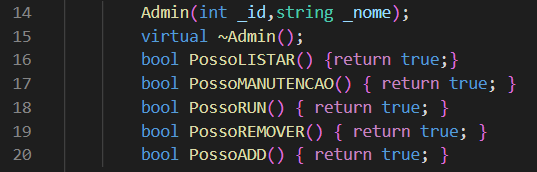 14 Admin(int _id,string _nome);
15 virtual ~Admin();
16 bool PossoLISTAR() {return true;}
17 bool PossoMANUTENCAO() { return true; }
18 bool PossoRUN() { return true; }
19 bool PossoREMOVER() { return true; }
20 bool PossoADD() { return true; }